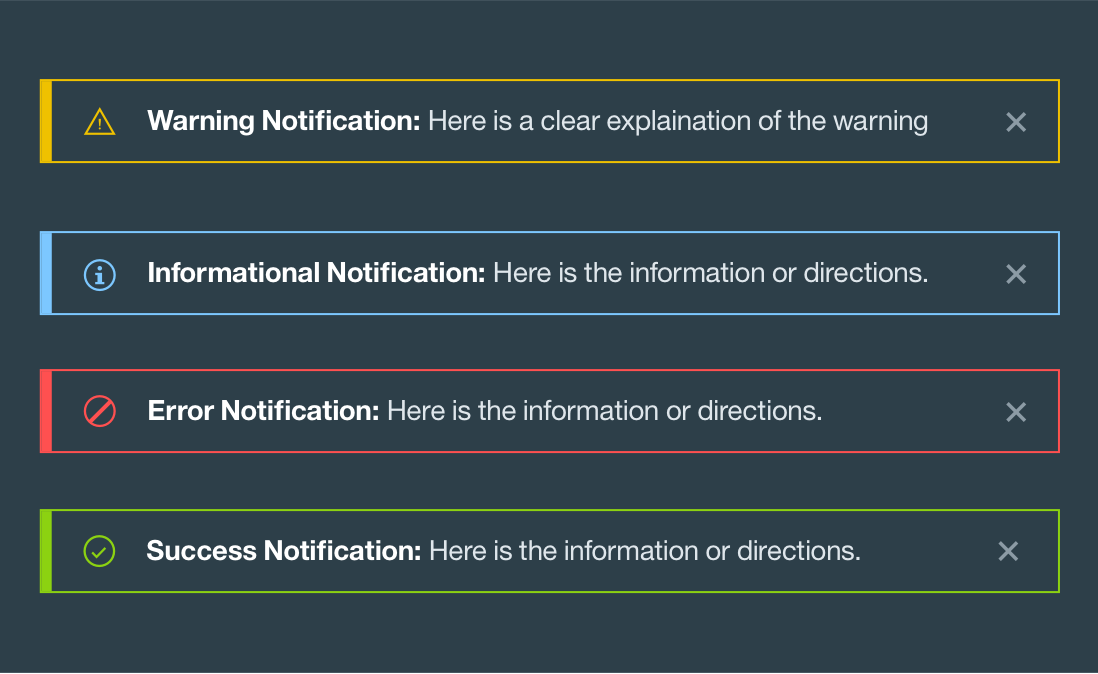 Warning Notification: Here is a clear explaination of the warning
Informational Notification: Here is the information or directions.
Error Notification: Here is the information or directions.
Success Notification: Here is the information or directions.